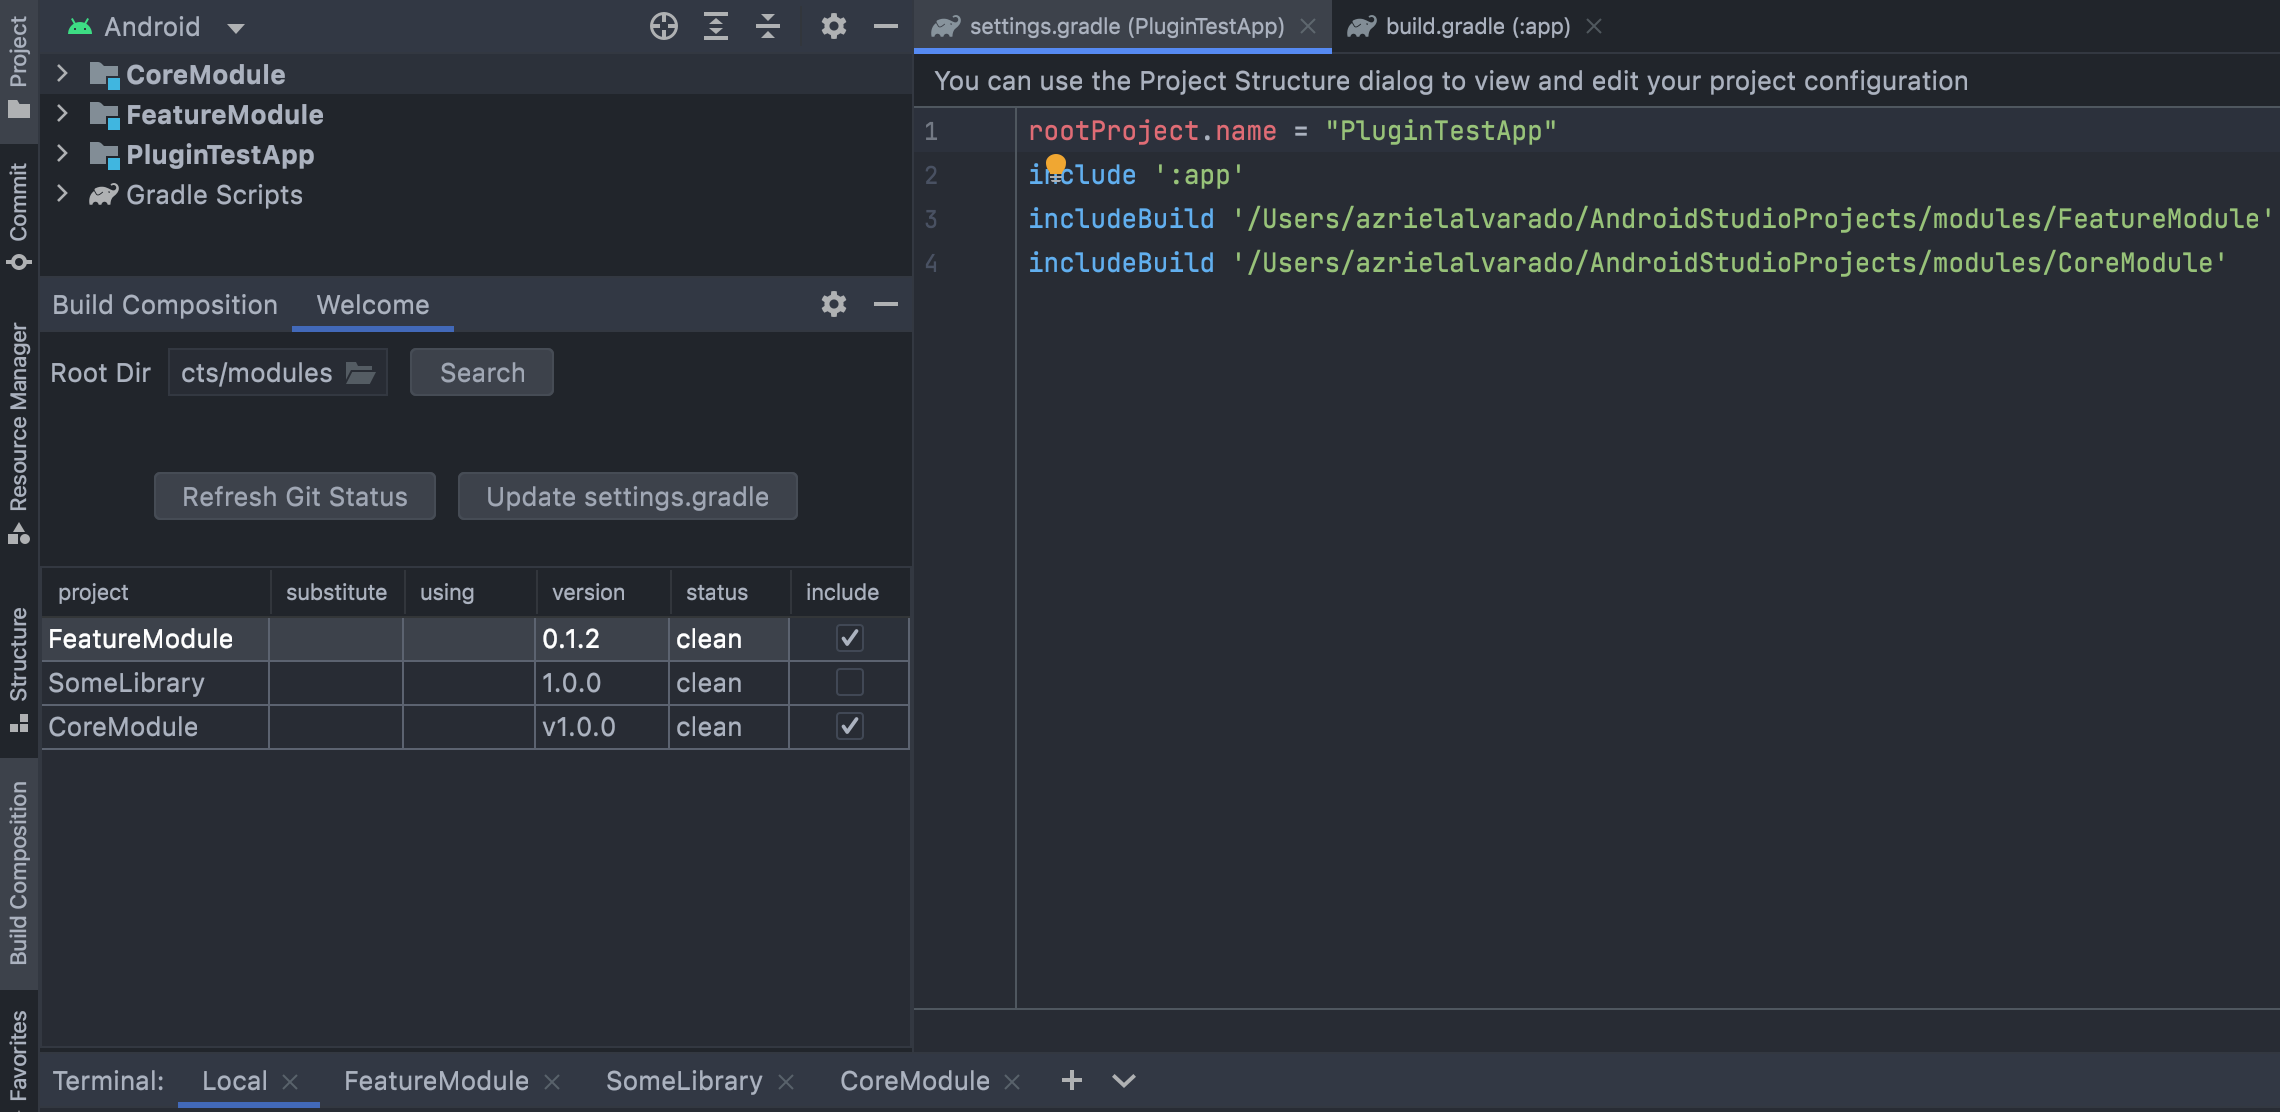 Project
Commit
Resource Manager
Structure
Build Composition
Favorites
Android
CoreModule
FeatureModule
PluginTestApp
Gradle Scripts
Build Composition Welcome
Root Dir cts/modules Search
Refresh Git Status Update settings.gradle
project substitute using version status include
FeatureModule 0.1.2 clean
SomeLibrary 1.0.0 clean
CoreModule v1.0.0 clean
settings.gradle (PluginTestApp) build.gradle (:app)
You can use the Project Structure dialog to view and edit your project configuration
1 rootProject.name = "PluginTestApp"
2 include ':app'
3 includeBuild '/Users/azrielalvarado/AndroidStudioProjects/modules/FeatureModule'
4 includeBuild '/Users/azrielalvarado/AndroidStudioProjects/modules/CoreModule'
Terminal: Local FeatureModule SomeLibrary CoreModule